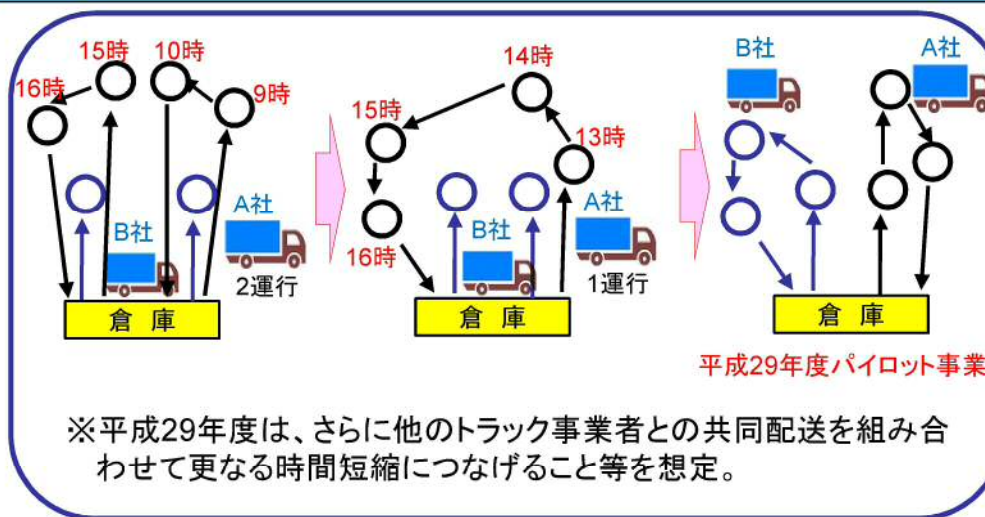 15時
10時
16時
9時
B社
A社
2運行
倉庫
14時
15時
13時
16時
B社
A社
1運行
倉庫
B社
A社
倉庫
平成29年度パイロット事業
※平成29年度は、さらに他のトラック事業者との共同配送を組み合
わせて更なる時間短縮につなげること等を想定。